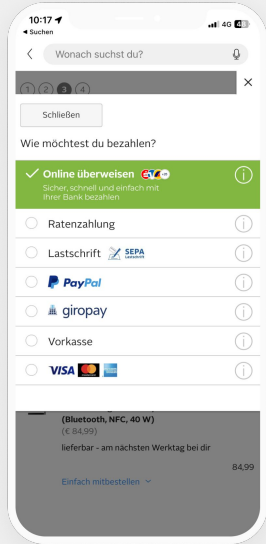 10:17
4G
Suchen
Wonach suchst du?
1 2 3 4
Schließen
Wie möchtest du bezahlen?
Online überweisen
Sicher, schnell und einfach mit
Ihrer Bank bezahlen
Ratenzahlung
Lastschrift SEPA
Lastschrift
PayPal
giropay
Vorkasse
VISA
(Bluetooth, NFC, 40 W)
(€ 84,99)
lieferbar - am nächsten Werktag bei dir
84,99
Einfach mitbestellen